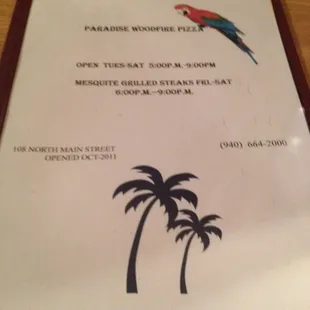 PARADISE WOODFIRE PIZZA
OPEN TUES-SAT 5:00P.M.-9:00PM
MESQUITE GRILLED STEAKS FRI.-SAT
6:00P.M.--9:00P.M.
108 NORTH MAIN STREET
(940) 664-2000
OPENED OCT-2011